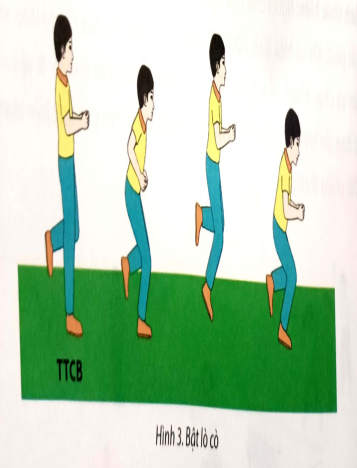 TTCB
Hình 3. Bật lò cò